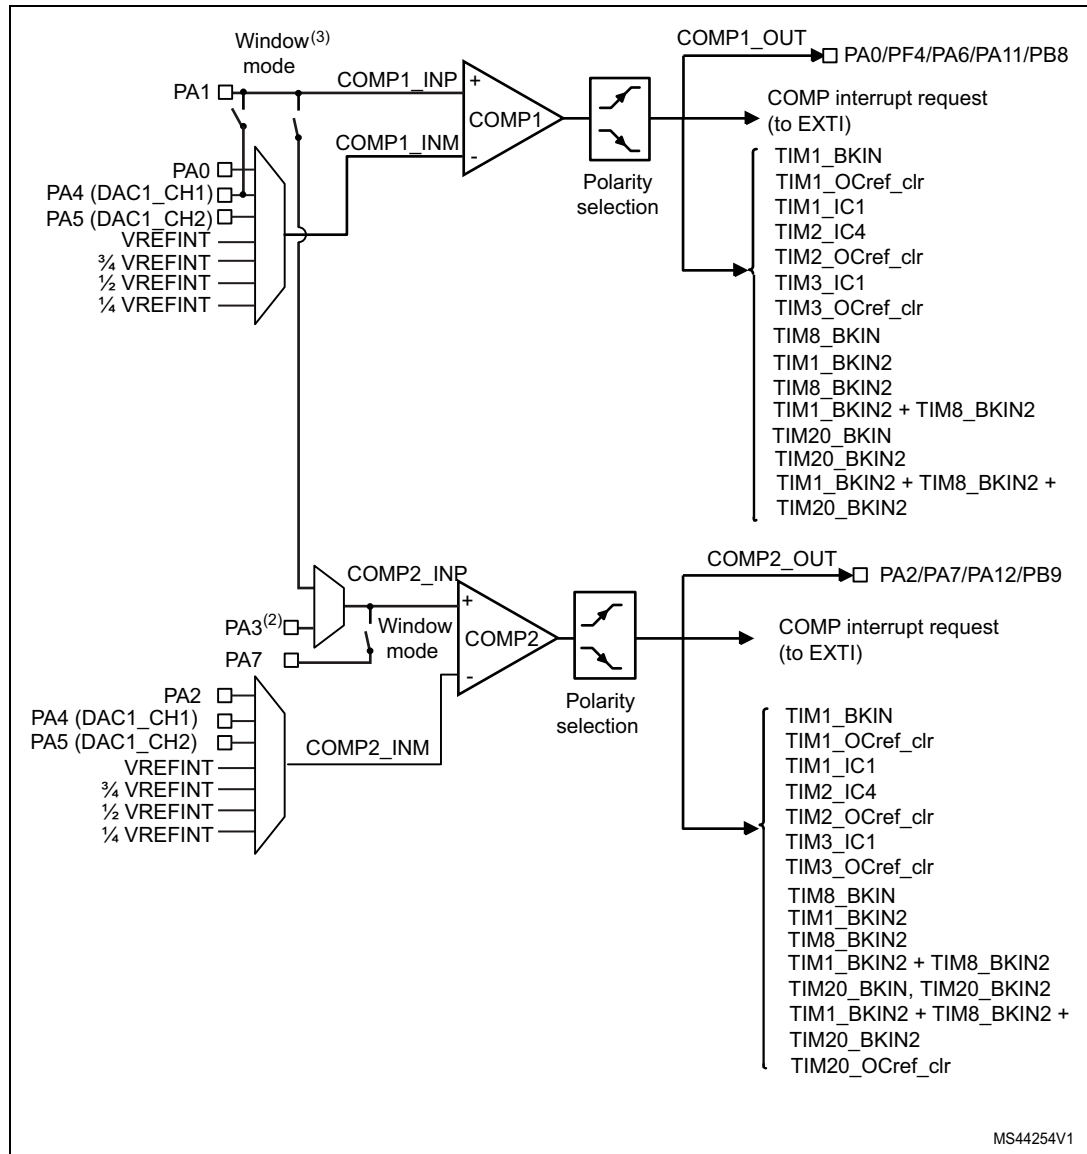 Window(3)
mode
COMP1_OUT
PA0/PF4/PA6/PA11/PB8
PA1
COMP1_INP
+
COMP1
-
COMP1_INM
COMP interrupt request
(to EXTI)
Polarity
selection
PA0
PA4 (DAC1_CH1)
PA5 (DAC1_CH2)
VREFINT
¾ VREFINT
½ VREFINT
¼ VREFINT
TIM1_BKIN
TIM1_OCref_clr
TIM1_IC1
TIM2_IC4
TIM2_OCref_clr
TIM3_IC1
TIM3_OCref_clr
TIM8_BKIN
TIM1_BKIN2
TIM8_BKIN2
TIM1_BKIN2 + TIM8_BKIN2
TIM20_BKIN
TIM20_BKIN2
TIM1_BKIN2 + TIM8_BKIN2 +
TIM20_BKIN2
COMP2_OUT
PA2/PA7/PA12/PB9
COMP2_INP
+
COMP2
-
PA3(2)
Window
mode
PA7
COMP interrupt request
(to EXTI)
Polarity
selection
PA2
PA4 (DAC1_CH1)
PA5 (DAC1_CH2)
VREFINT
¾ VREFINT
½ VREFINT
¼ VREFINT
COMP2_INM
TIM1_BKIN
TIM1_OCref_clr
TIM1_IC1
TIM2_IC4
TIM2_OCref_clr
TIM3_IC1
TIM3_OCref_clr
TIM8_BKIN
TIM1_BKIN2
TIM8_BKIN2
TIM1_BKIN2 + TIM8_BKIN2
TIM20_BKIN, TIM20_BKIN2
TIM1_BKIN2 + TIM8_BKIN2 +
TIM20_BKIN2
TIM20_OCref_clr
MS44254V1